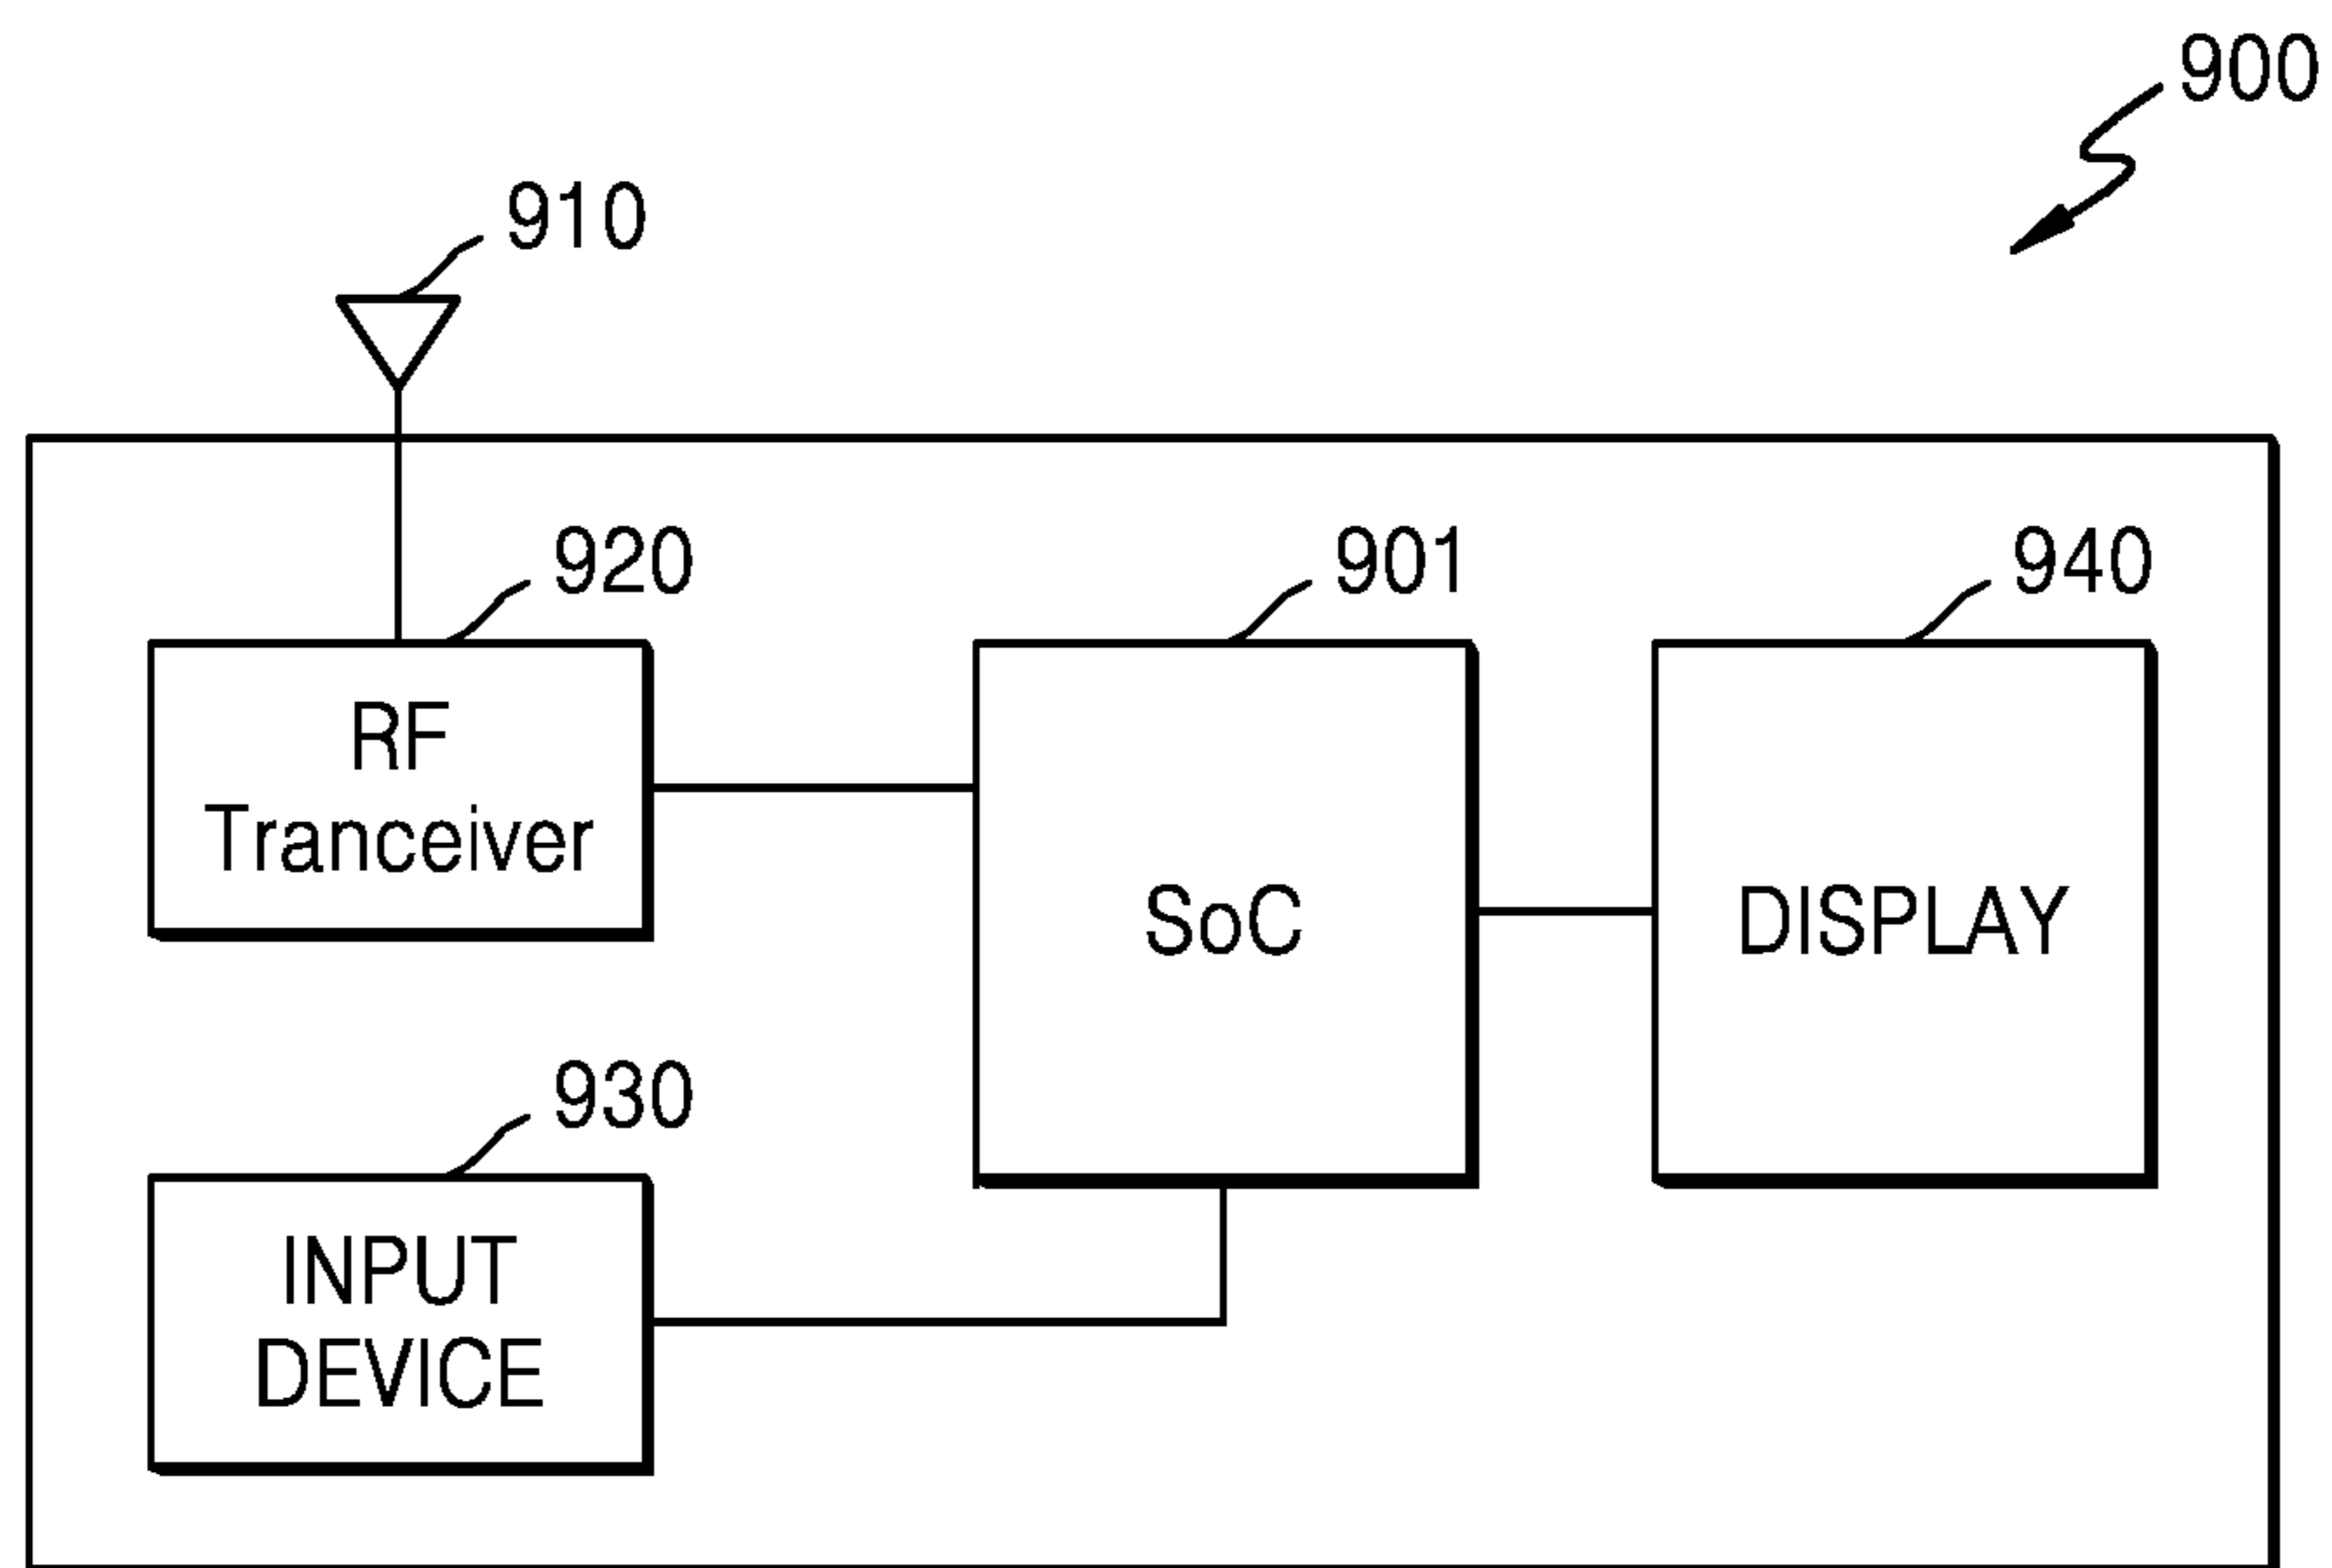 900
910
920
901
940
RF
Tranceiver
SoC
DISPLAY
930
INPUT
DEVICE